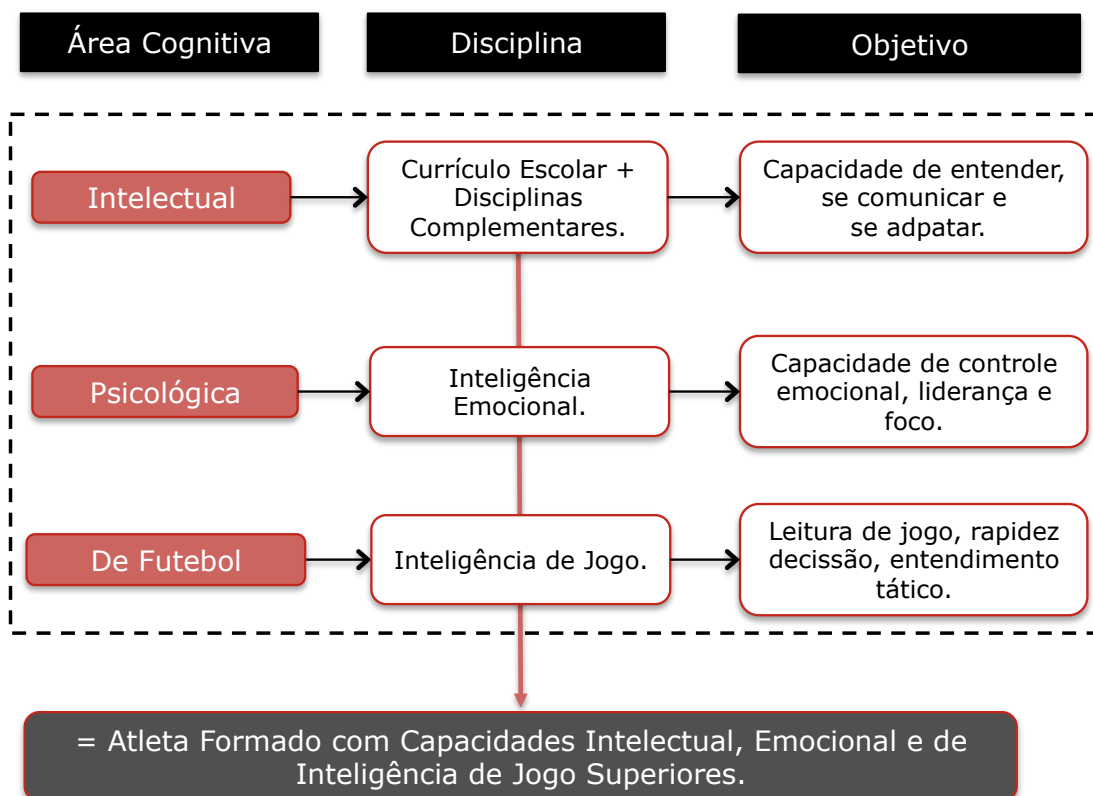 Área Cognitiva
Disciplina
Objetivo
Intelectual
Currículo Escolar +
Disciplinas
Complementares.
Capacidade de entender,
se comunicar e
se adpatar.
Psicológica
Inteligência
Emocional.
Capacidade de controle
emocional, liderança e
foco.
De Futebol
Inteligência de Jogo.
Leitura de jogo, rapidez
decissão, entendimento
tático.
= Atleta Formado com Capacidades Intelectual, Emocional e de
Inteligência de Jogo Superiores.